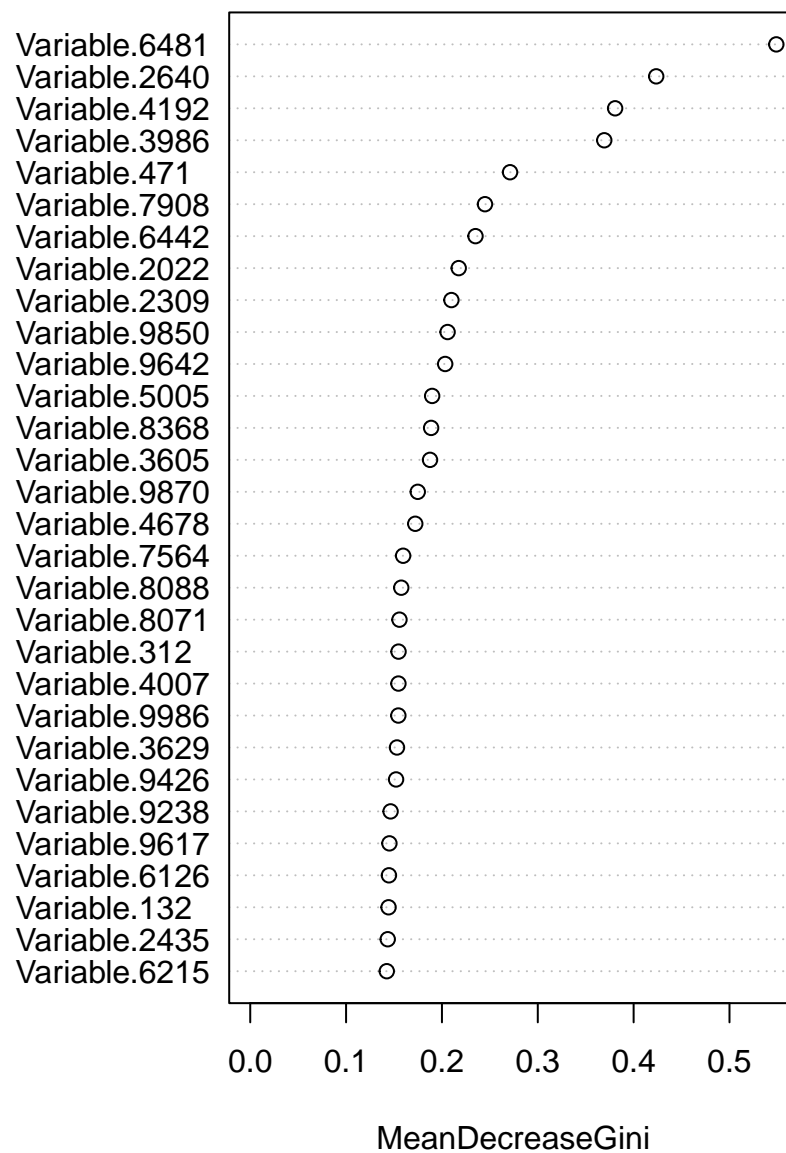 Variable.6481
Variable.2640
Variable.4192
Variable.3986
Variable.471
Variable.7908
Variable.6442
Variable.2022
Variable.2309
Variable.9850
Variable.9642
Variable.5005
Variable.8368
Variable.3605
Variable.9870
Variable.4678
Variable.7564
Variable.8088
Variable.8071
Variable.312
Variable.4007
Variable.9986
Variable.3629
Variable.9426
Variable.9238
Variable.9617
Variable.6126
Variable.132
Variable.2435
Variable.6215
0.0 0.1 0.2 0.3 0.4 0.5
MeanDecreaseGini